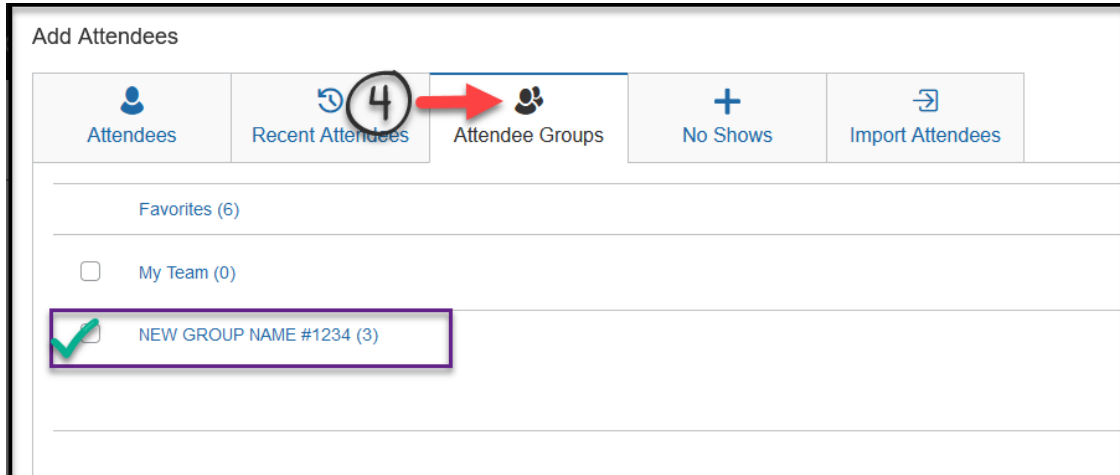 Add Attendees
4
Attendees Recent Attendees Attendee Groups No Shows Import Attendees
Favorites (6)
My Team (0)
NEW GROUP NAME #1234 (3)